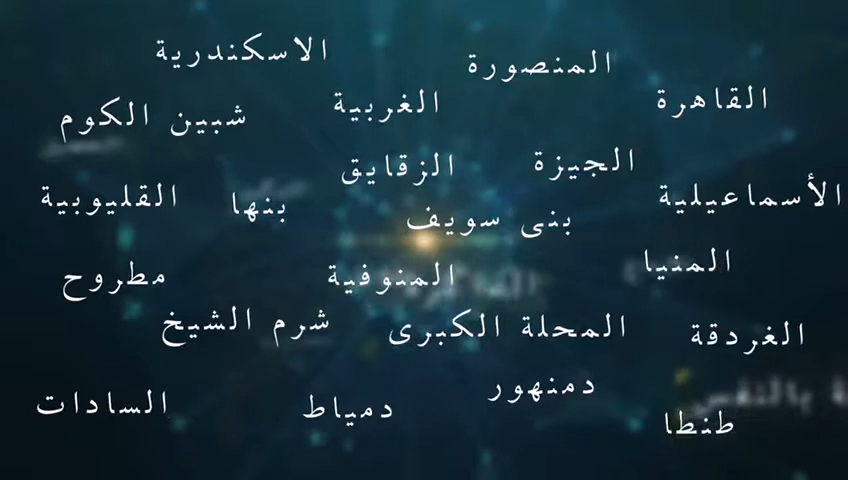 الاسكندرية
المنصورة
القاهرة
الغربية
شبين الكوم
الجيزة
الزقايق
الأسماعيلية
بنى سويف
بنها
القليوبية
المنيا
المنوفية
مطروح
الغردقة
المحلة الكبرى
شرم الشيخ
دمنهور
دمياط
السادات
طنطا
بالنفس